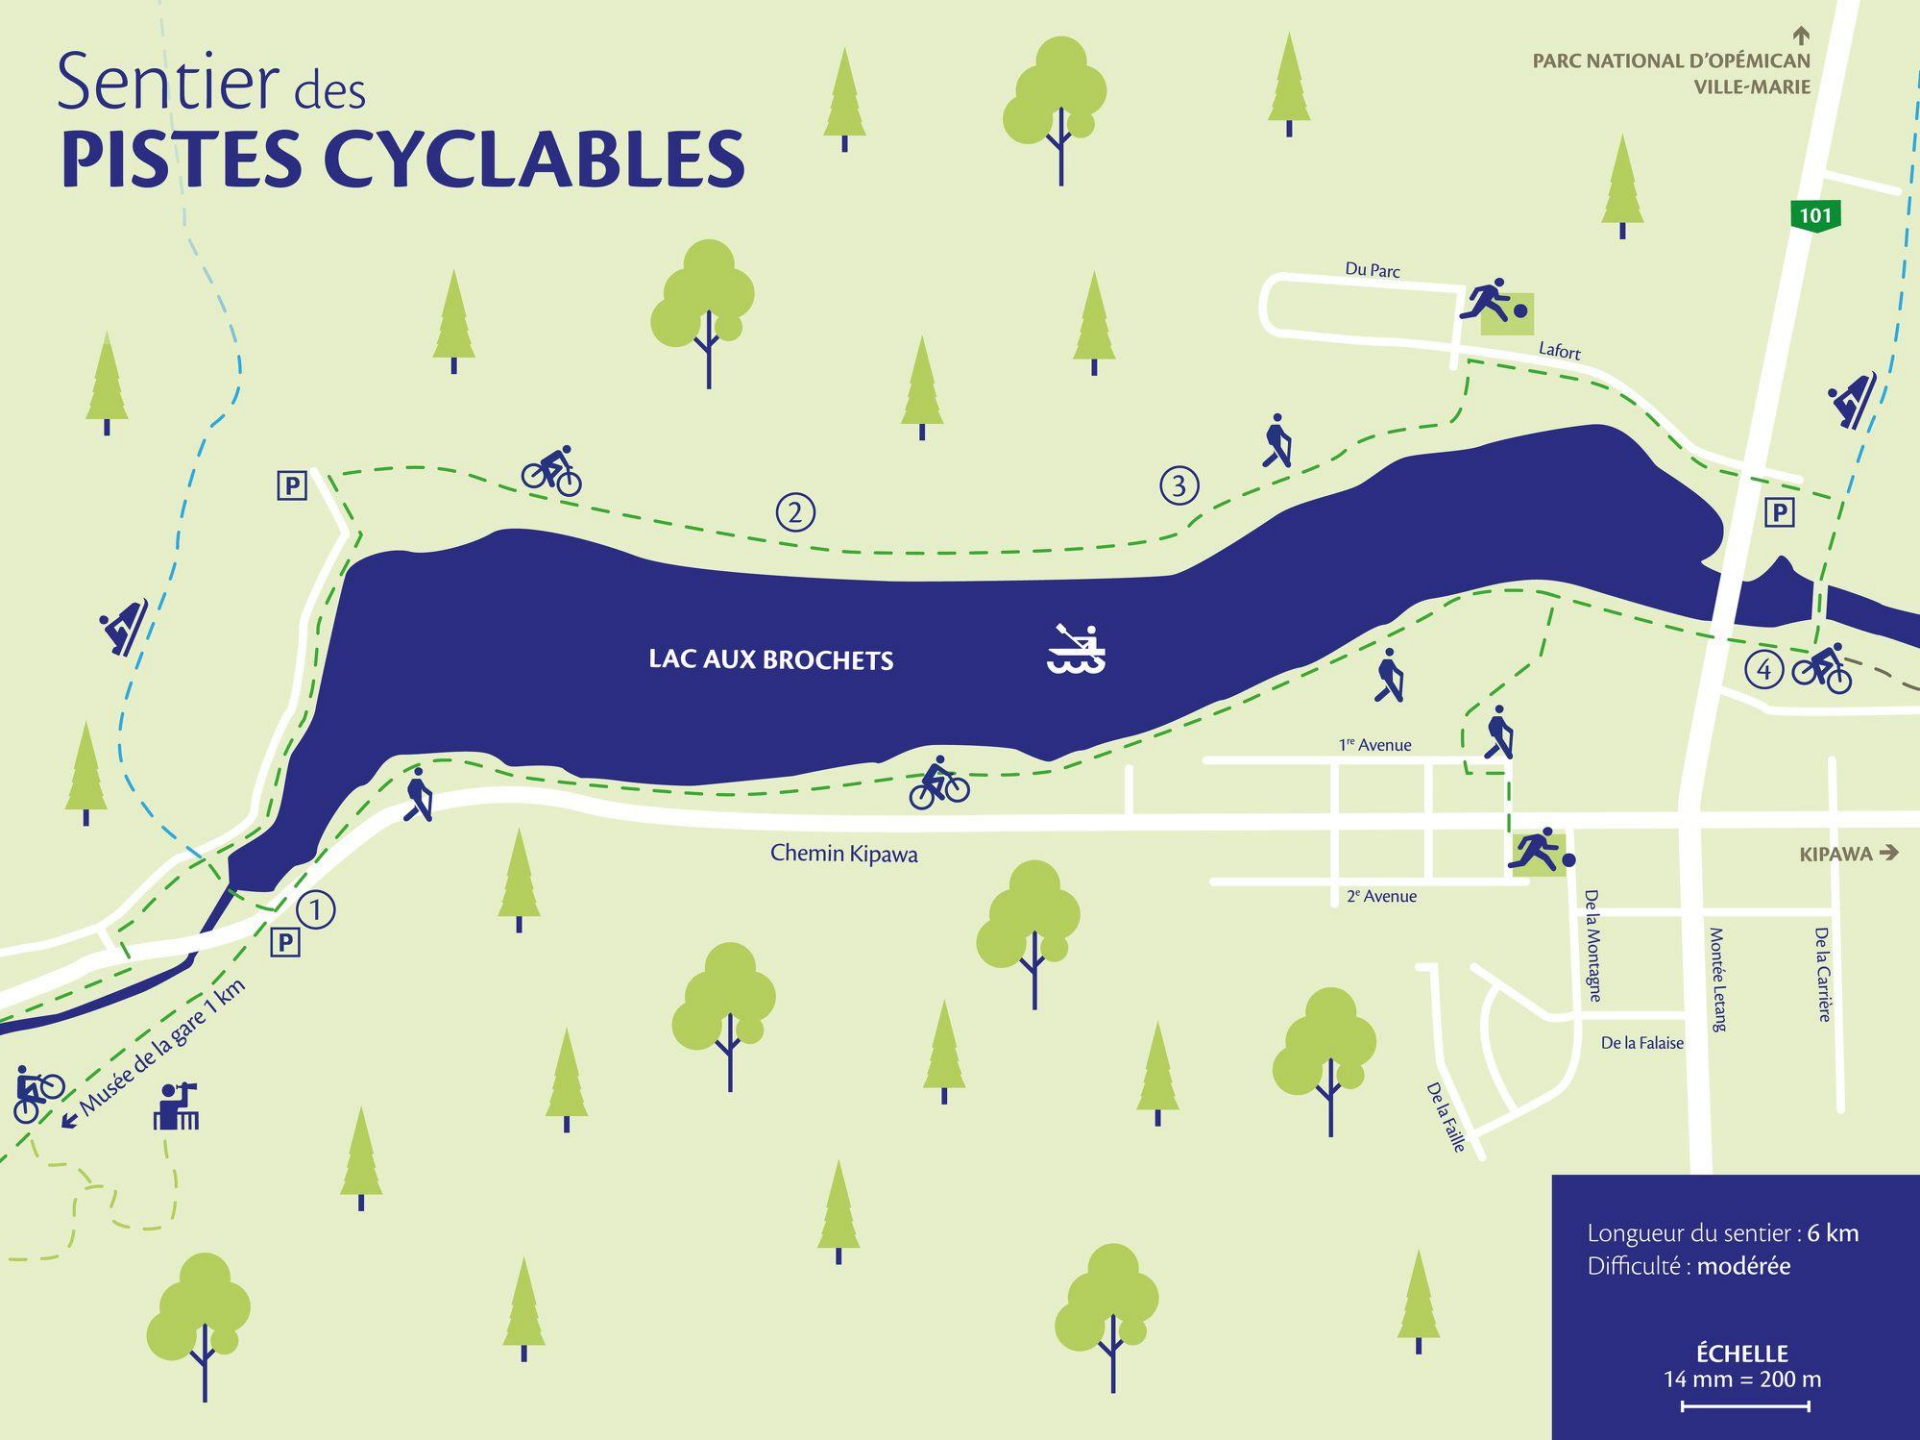 Sentier des
PISTES CYCLABLES
PARC NATIONAL D'OPÉMICAN
VILLE-MARIE
101
Du Parc
Lafort
P
2
3
P
LAC AUX BROCHETS
4
1re Avenue
Chemin Kipawa
KIPAWA
2e Avenue
1
P
De la Montagne
Montée Letang
De la Carrière
Musée de la gare 1 km
De la Falaise
De la Faille
Longueur du sentier : 6 km
Difficulté : modérée
ÉCHELLE
14 mm = 200 m